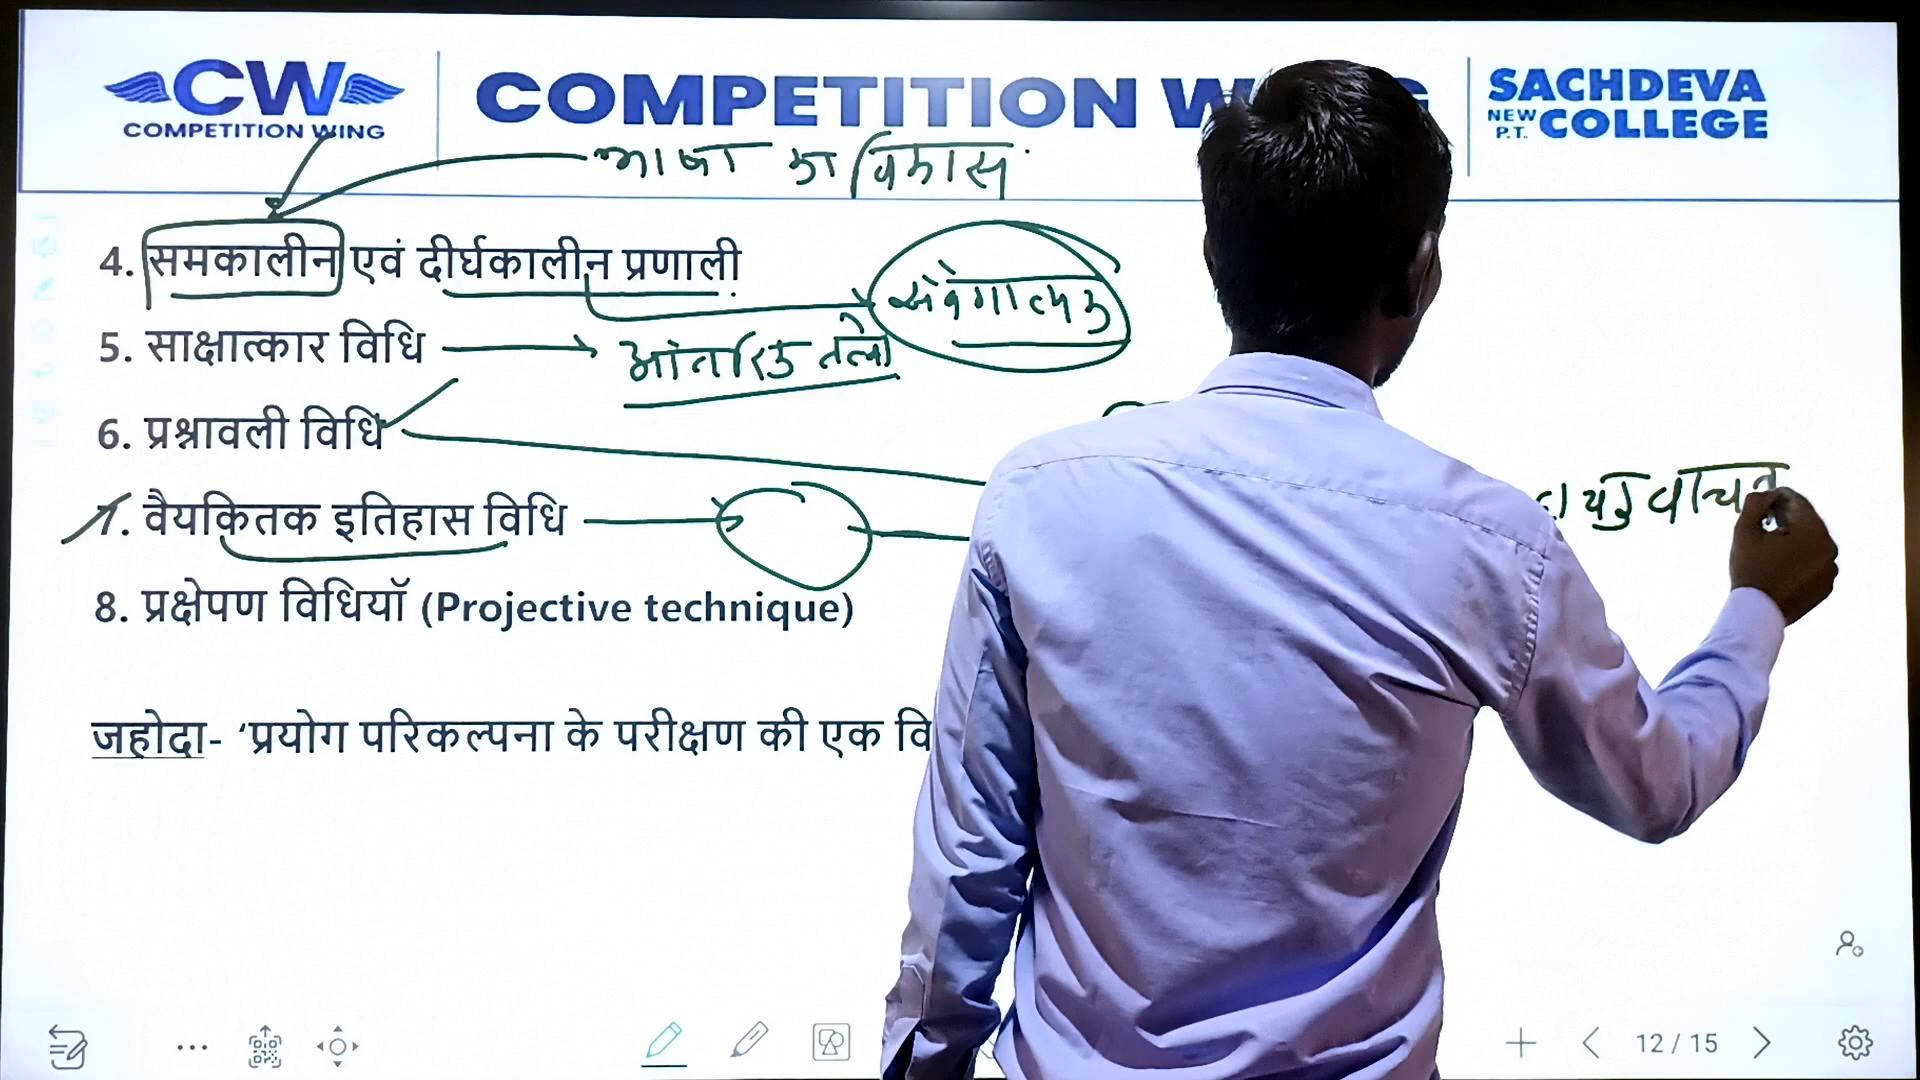 CW
COMPETITION WING
COMPETITION W G
SACHDEVA
NEW P.T. COLLEGE
भाषा का विकास
4. समकालीन एवं दीर्घकालीन प्रणाली
संवेगात्मक
5. साक्षात्कार विधि
आंतरिक तत्वो
6. प्रश्नावली विधि
7. वैयकितक इतिहास विधि
8. प्रक्षेपण विधियॉ (Projective technique)
जहोदा- ‘प्रयोग परिकल्पना के परीक्षण की एक वि
12 / 15